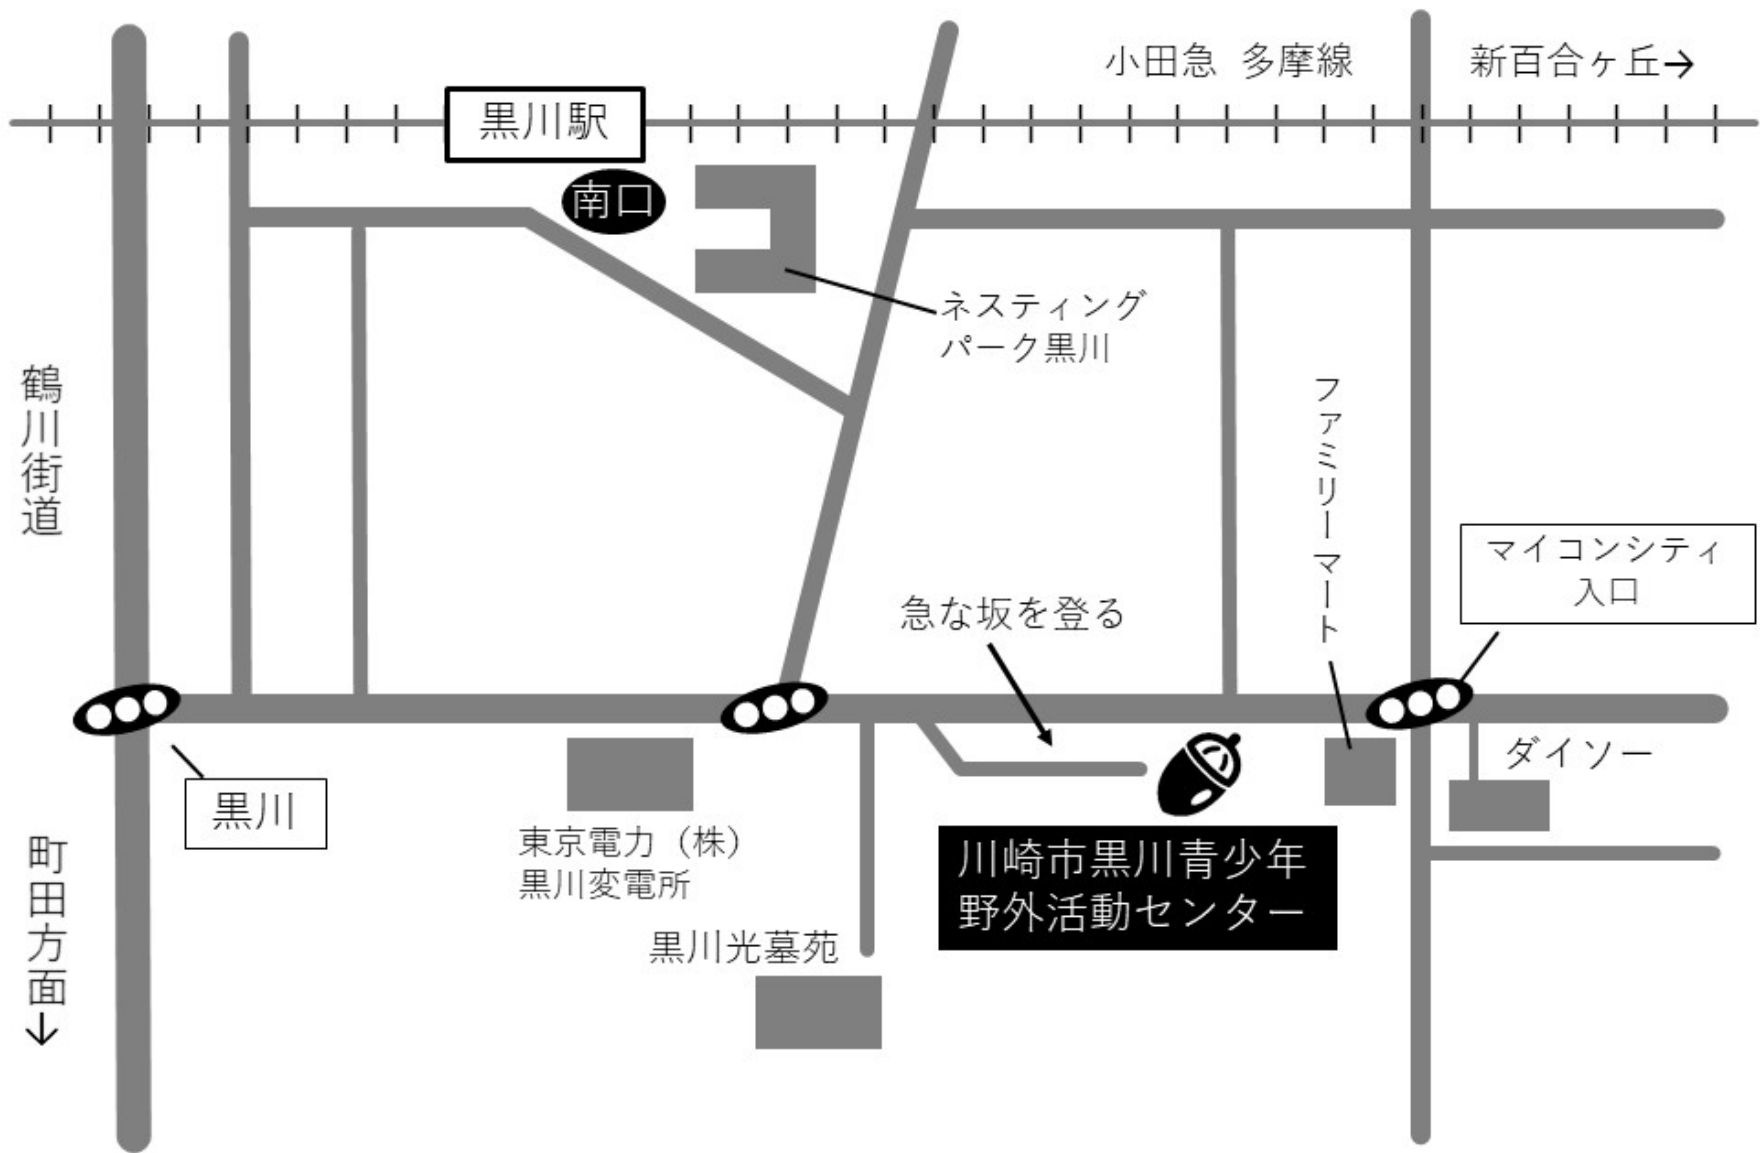 小田急 多摩線
新百合ヶ丘→
黒川駅
南口
ネスティング
パーク黒川
鶴川街道
ファミリーマート
マイコンシティ
入口
急な坂を登る
ダイソー
黒川
東京電力（株）
黒川変電所
川崎市黒川青少年
野外活動センター
町田方面↓
黒川光墓苑